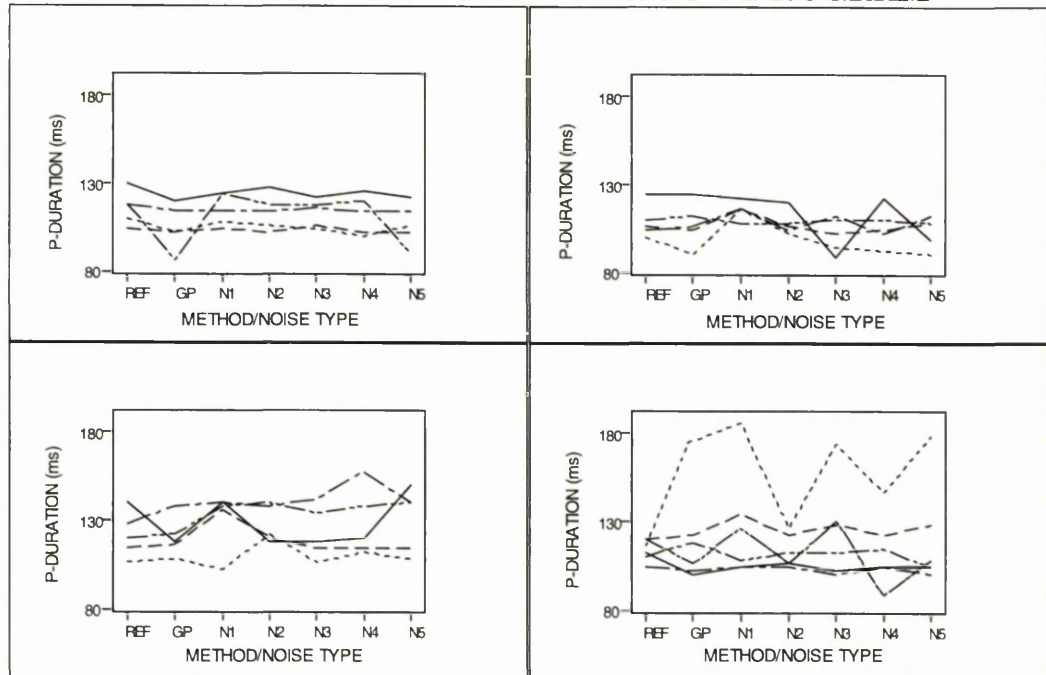 180
130
80
P-DURATION (ms)
REF GP N1 N2 N3 N4 N5
METHOD/NOISE TYPE
180
130
80
P-DURATION (ms)
REF GP N1 N2 N3 N4 N5
METHOD/NOISE TYPE
180
130
80
P-DURATION (ms)
REF GP N1 N2 N3 N4 N5
METHOD/NOISE TYPE
180
130
80
P-DURATION (ms)
REF GP N1 N2 N3 N4 N5
METHOD/NOISE TYPE